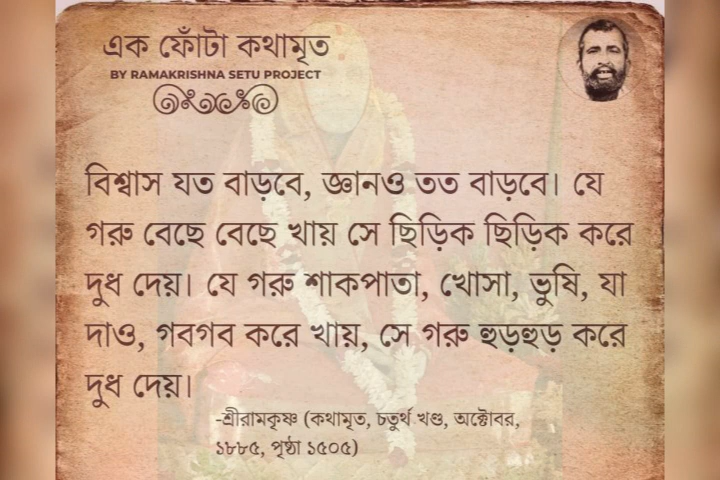 এক ফোঁটা কথামৃত
BY RAMAKRISHNA SETU PROJECT
বিশ্বাস যত বাড়বে, জ্ঞানও তত বাড়বে। যে
গরু বেছে বেছে খায় সে ছিড়িক ছিড়িক করে
দুধ দেয়। যে গরু শাকপাতা, খোসা, ভুষি, যা
দাও, গবগব করে খায়, সে গরু হুড়হুড় করে
দুধ দেয়।
-শ্রীরামকৃষ্ণ (কথামৃত, চতুর্থ খণ্ড, অক্টোবর,
১৮৮৫, পৃষ্ঠা ১৫০৫)